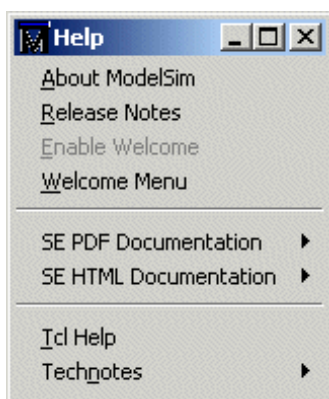 Help
About ModelSim
Release Notes
Enable Welcome
Welcome Menu
SE PDF Documentation
SE HTML Documentation
Tcl Help
Technotes